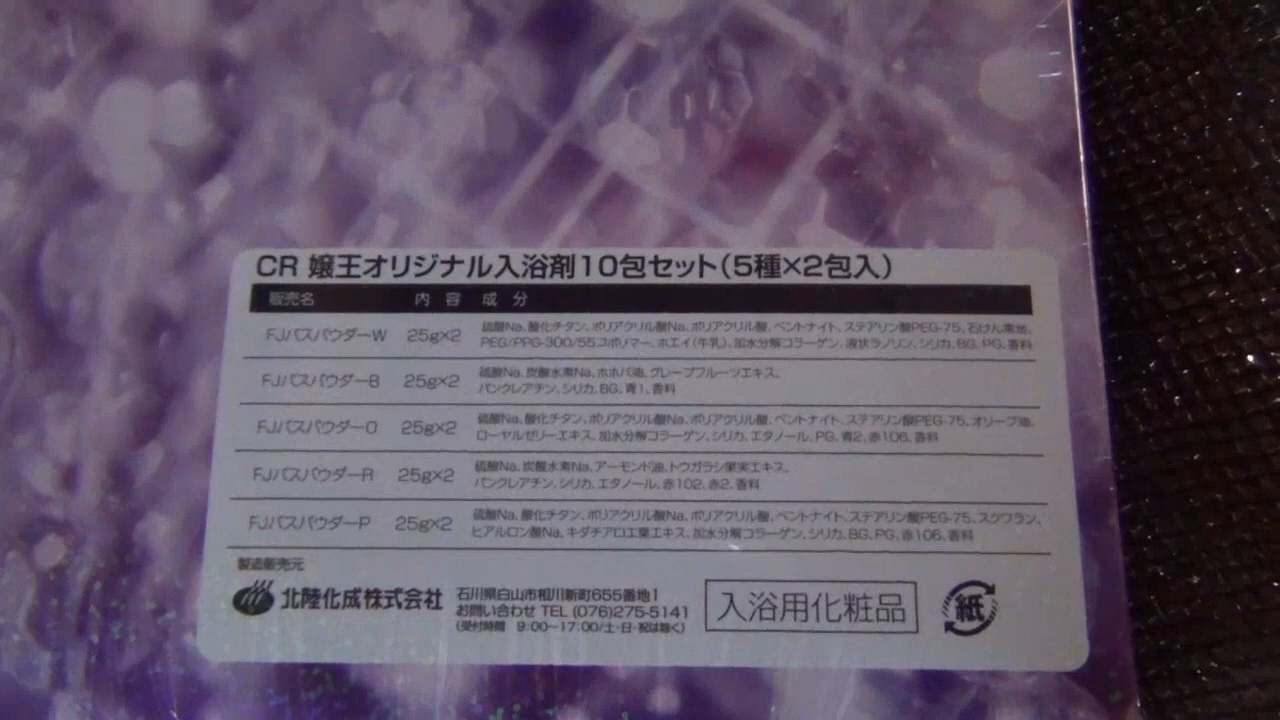 CR 嬢王オリジナル入浴剤10包セット(5種×2包入)
販売名 内容 成分
FJバスパウダーW 25g×2 硫酸Na、酸化チタン、ポリアクリル酸Na、ポリアクリル酸、ベントナイト、ステアリン酸PEG-75、石けん素地、
PEG/PPG-300/55コポリマー、ホエイ(牛乳)、加水分解コラーゲン、液状ラノリン、シリカ、BG、PG、香料
FJバスパウダーB 25g×2 硫酸Na、炭酸水素Na、ホホバ油、グレープフルーツエキス、
パンクレアチン、シリカ、BG、青1、香料
FJバスパウダーO 25g×2 硫酸Na、酸化チタン、ポリアクリル酸Na、ポリアクリル酸、ベントナイト、ステアリン酸PEG-75、オリーブ油、
ローヤルゼリーエキス、加水分解コラーゲン、シリカ、エタノール、PG、青2、赤106、香料
FJバスパウダーR 25g×2 硫酸Na、炭酸水素Na、アーモンド油、トウガラシ果実エキス、
パンクレアチン、シリカ、エタノール、赤102、赤2、香料
FJバスパウダーP 25g×2 硫酸Na、酸化チタン、ポリアクリル酸Na、ポリアクリル酸、ベントナイト、ステアリン酸PEG-75、スクワラン、
ヒアルロン酸Na、キダチアロエ葉エキス、加水分解コラーゲン、シリカ、BG、PG、赤106、香料
製造販売元
北陸化成株式会社
石川県白山市相川新町655番地1
お問い合わせ TEL (076)275-5141
(受付時間 9:00~17:00/土・日・祝は除く)
入浴用化粧品
紙